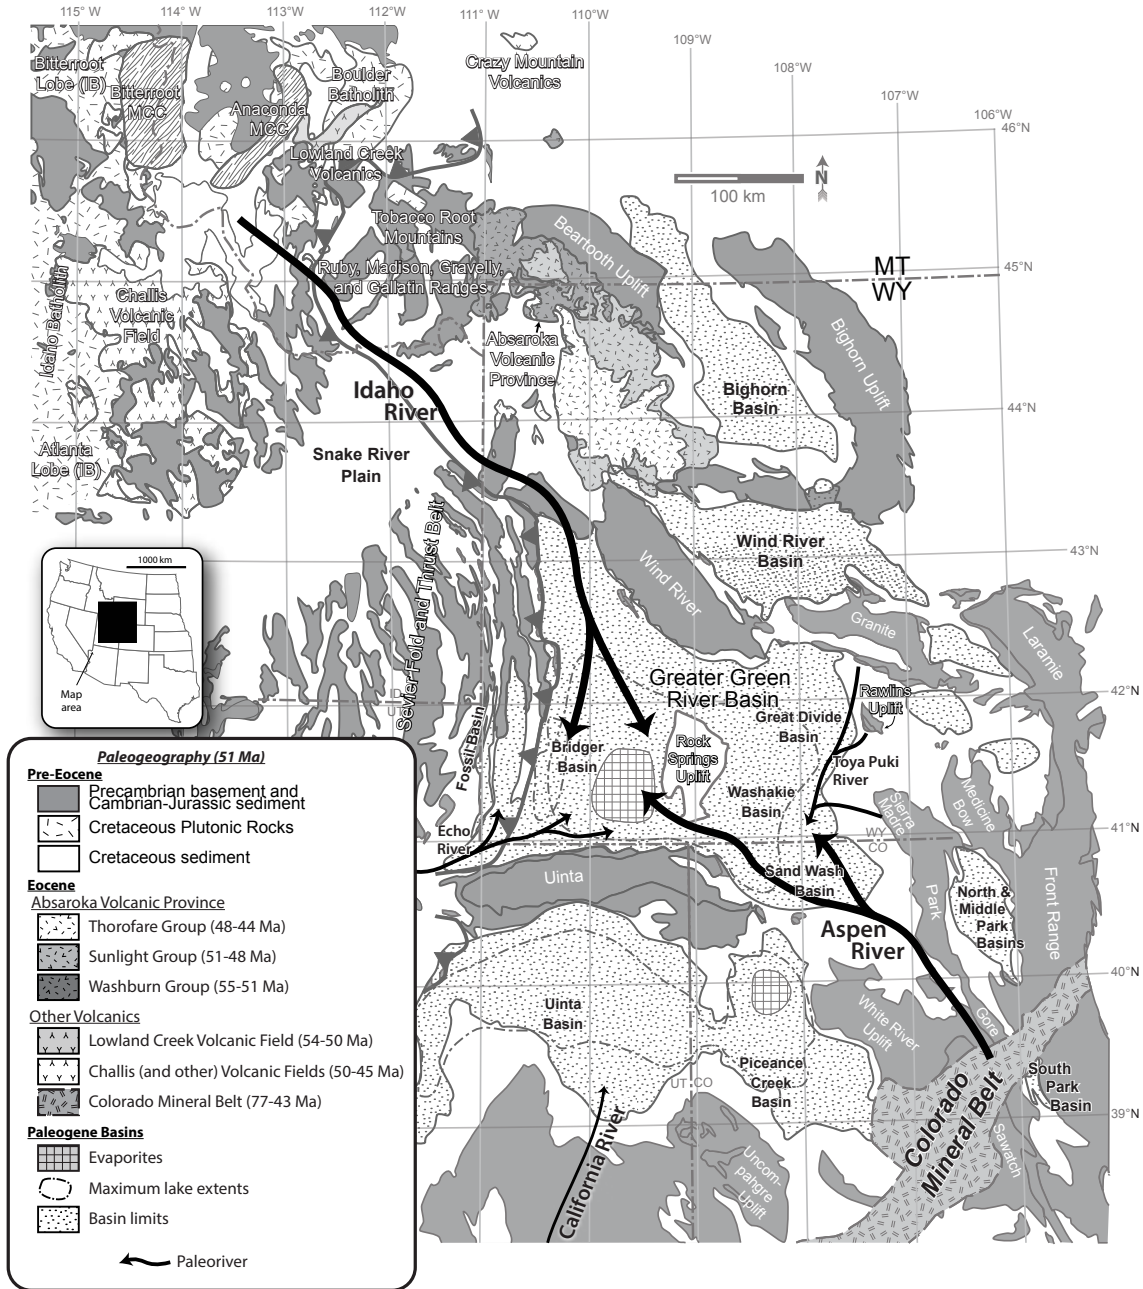 115°W
114°W
113°W
112°W
111°W
110°W
109°W
108°W
107°W
106°W
46°N
45°N
44°N
43°N
42°N
41°N
40°N
39°N
Bitterroot
Lobe (IB)
Bitterroot
MCC
Anaconda
MCC
Boulder
Batholith
Crazy Mountain
Volcanics
Lowland Creek
Volcanics
N
100 km
Tobacco Root
Mountains
Ruby, Madison, Gravelly,
and Gallatin Ranges
Beartooth Uplift
MT
WY
Idaho Batholith
Challis
Volcanic
Field
Absaroka
Volcanic
Province
Bighorn Uplift
Bighorn
Basin
Idaho
River
Atlanta
Lobe (IB)
Snake River
Plain
Sevier Fold and Thrust Belt
Wind River
Wind River
Basin
Granite
Laramie
1000 km
Map
area
ID
UT
Greater Green
River Basin
Great Divide
Basin
Rawlins
Uplift
Fossil Basin
Bridger
Basin
Rock
Springs
Uplift
Toya Puki
River
Washakie
Basin
Sierra
Madre
Medicine
Bow
Echo
River
WY
CO
Uinta
Sand Wash
Basin
Park
North &
Middle
Park
Basins
Front Range
Aspen
River
Uinta
Basin
White River
Uplift
Gore
Piceance
Creek
Basin
UT
CO
South
Park
Basin
Colorado
Mineral Belt
Sawatch
California River
Uncom-
pahgre
Uplift
Paleogeography (51 Ma)
Pre-Eocene
Precambrian basement and
Cambrian-Jurassic sediment
Cretaceous Plutonic Rocks
Cretaceous sediment
Eocene
Absaroka Volcanic Province
Thorofare Group (48-44 Ma)
Sunlight Group (51-48 Ma)
Washburn Group (55-51 Ma)
Other Volcanics
Lowland Creek Volcanic Field (54-50 Ma)
Challis (and other) Volcanic Fields (50-45 Ma)
Colorado Mineral Belt (77-43 Ma)
Paleogene Basins
Evaporites
Maximum lake extents
Basin limits
Paleoriver